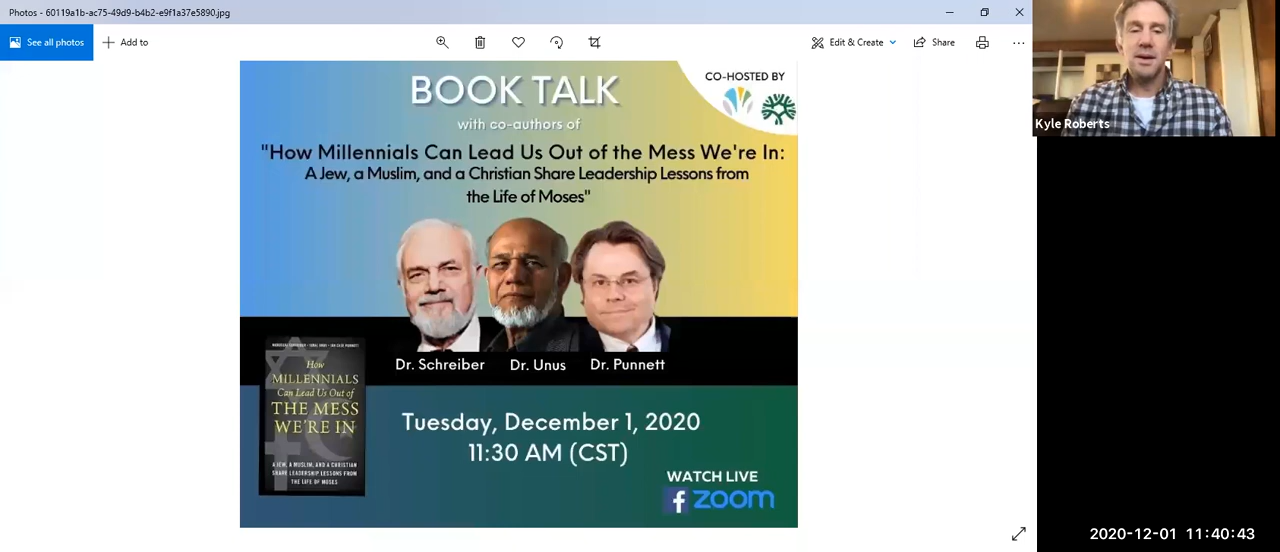 Photos - 60119a1b-ac75-49d9-b4b2-e9f1a37e5890.jpg
See all photos
Add to
Edit & Create
Share
Kyle Roberts
BOOK TALK
CO-HOSTED BY
with co-authors of
"How Millennials Can Lead Us Out of the Mess We're In:
A Jew, a Muslim, and a Christian Share Leadership Lessons from
the Life of Moses"
Dr. Schreiber
Dr. Unus
Dr. Punnett
How
MILLENNIALS
Can Lead Us Out of
THE MESS
WE'RE IN
A JEW, A MUSLIM, AND A CHRISTIAN
SHARE LEADERSHIP LESSONS FROM
THE LIFE OF MOSES
Tuesday, December 1, 2020
11:30 AM (CST)
WATCH LIVE
f zoom
2020-12-01 11:40:43